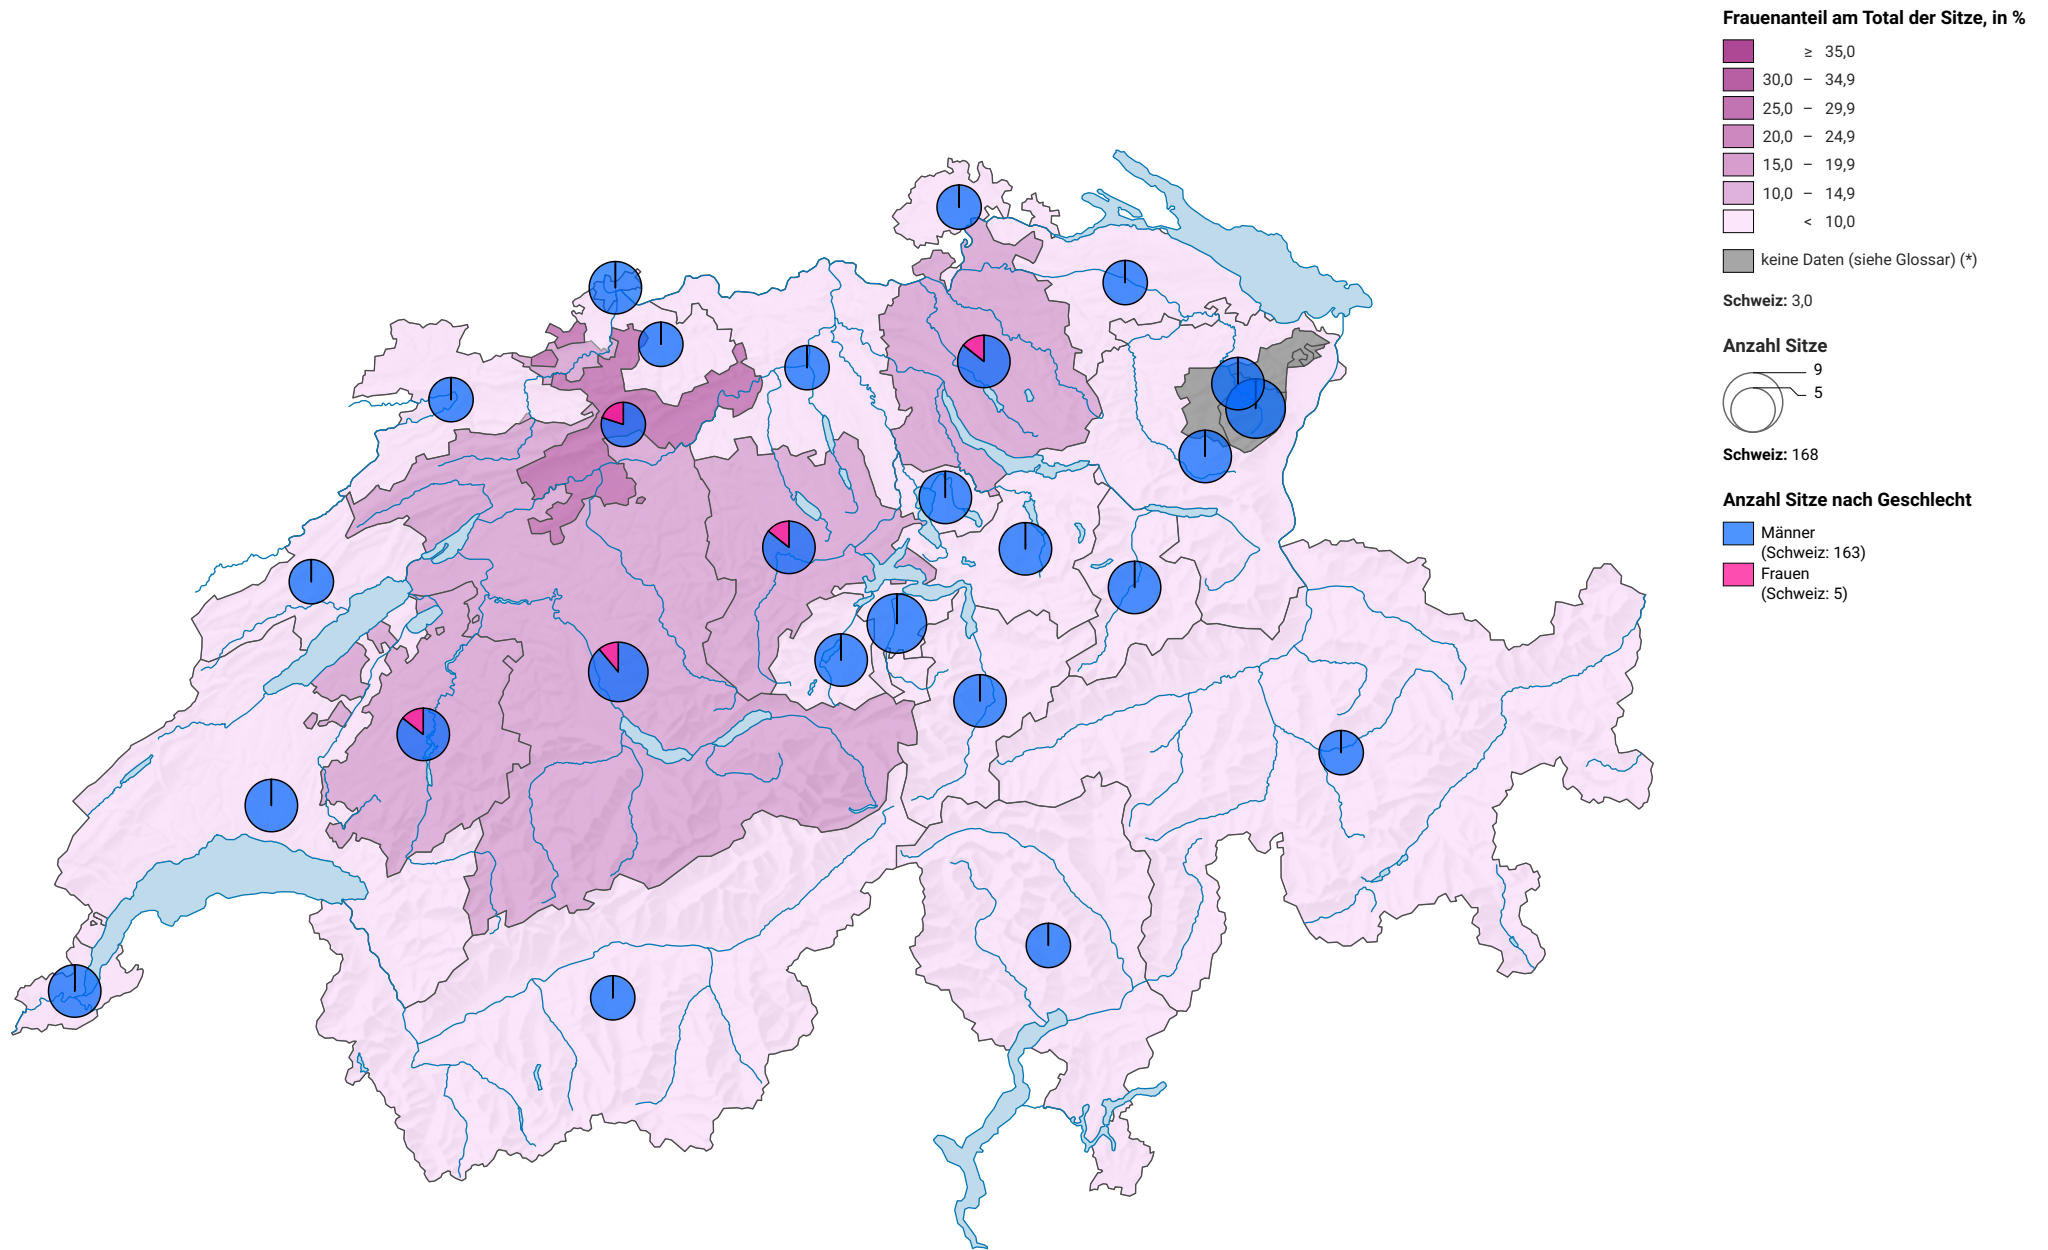 Frauenanteil am Total der Sitze, in %
≥ 35,0
30,0 – 34,9
25,0 – 29,9
20,0 – 24,9
15,0 – 19,9
10,0 – 14,9
< 10,0
keine Daten (siehe Glossar) (*)
Schweiz: 3,0
Anzahl Sitze
9
5
Schweiz: 168
Anzahl Sitze nach Geschlecht
Männer
(Schweiz: 163)
Frauen
(Schweiz: 5)